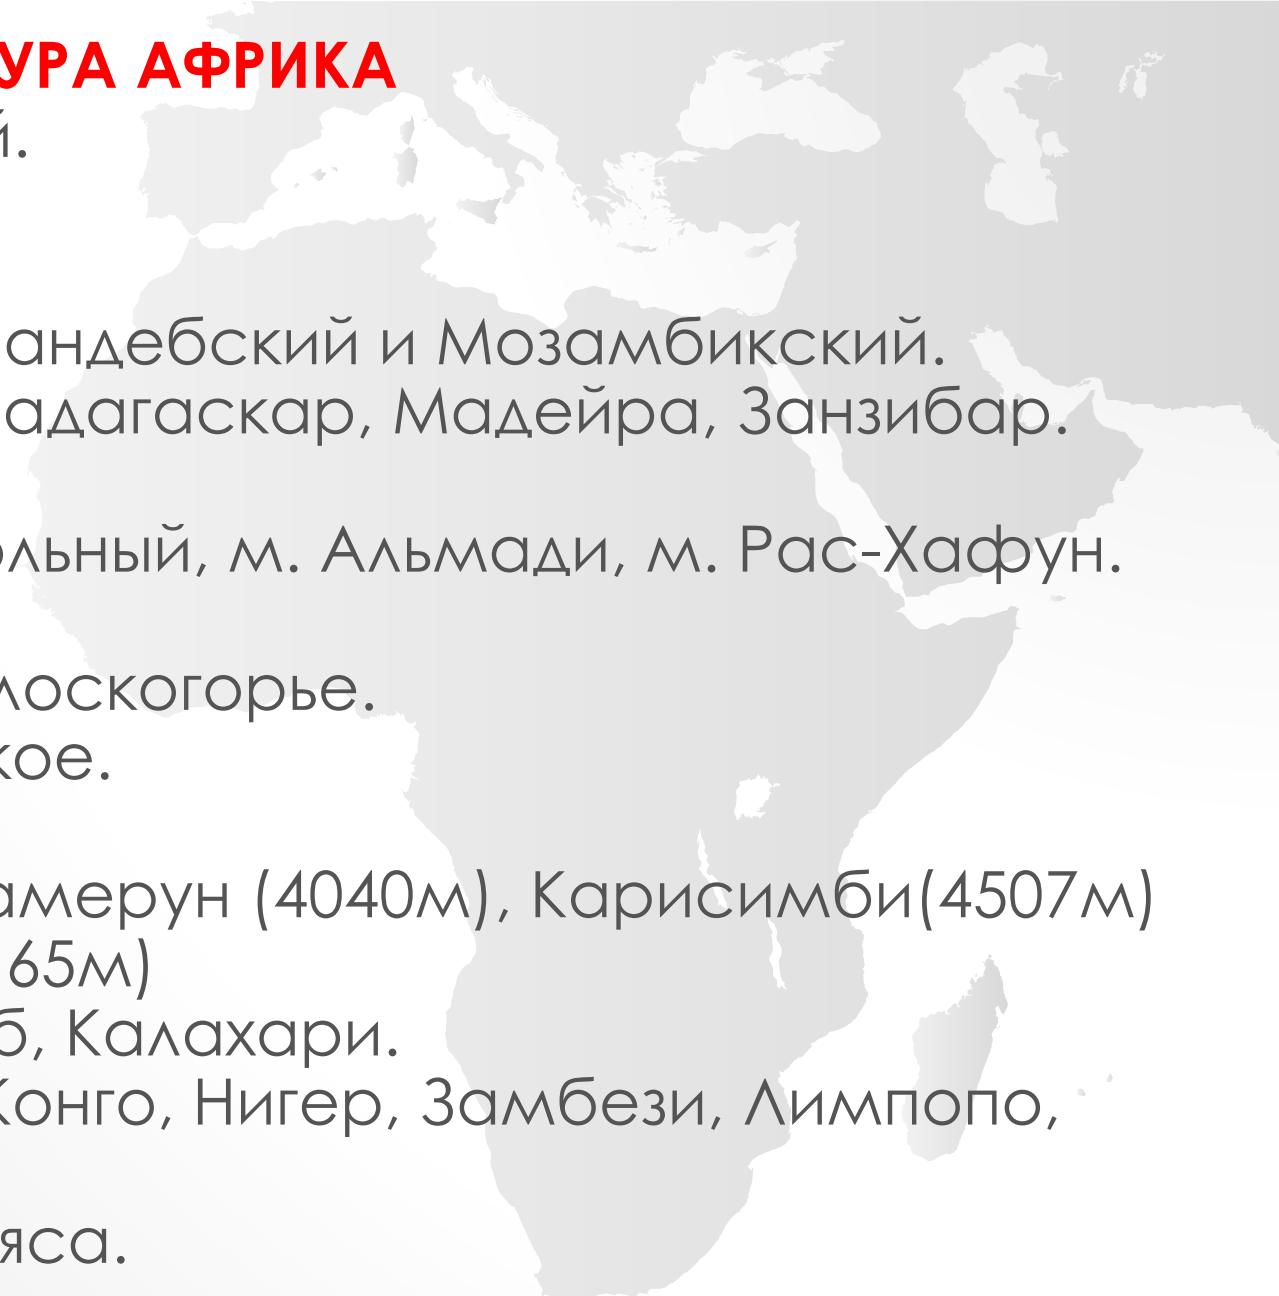 УРА АФРИКА
й.
андебский и Мозамбикский.
адагаскар, Мадейра, Занзибар.
ольный, м. Альмади, м. Рас-Хафун.
лоскогорье.
кое.
амерун (4040м), Карисимби(4507м)
65м)
б, Калахари.
Конго, Нигер, Замбези, Лимпопо,
яса.